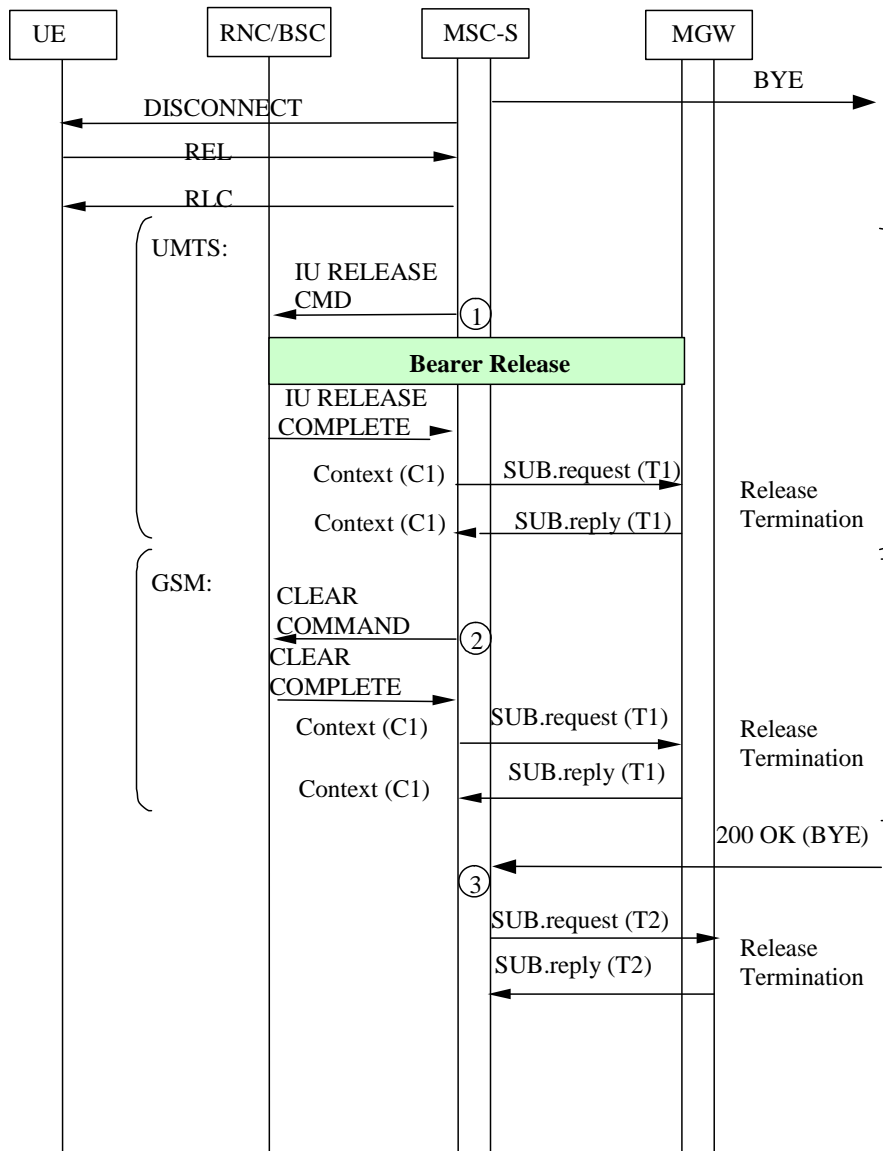 UE
RNC/BSC
MSC-S
MGW
BYE
DISCONNECT
REL
RLC
UMTS:
IU RELEASE
CMD
1
Bearer Release
IU RELEASE
COMPLETE
Context (C1)
SUB.request (T1)
Context (C1)
SUB.reply (T1)
Release
Termination
GSM:
CLEAR
COMMAND
2
CLEAR
COMPLETE
Context (C1)
SUB.request (T1)
Context (C1)
SUB.reply (T1)
Release
Termination
200 OK (BYE)
3
SUB.request (T2)
SUB.reply (T2)
Release
Termination